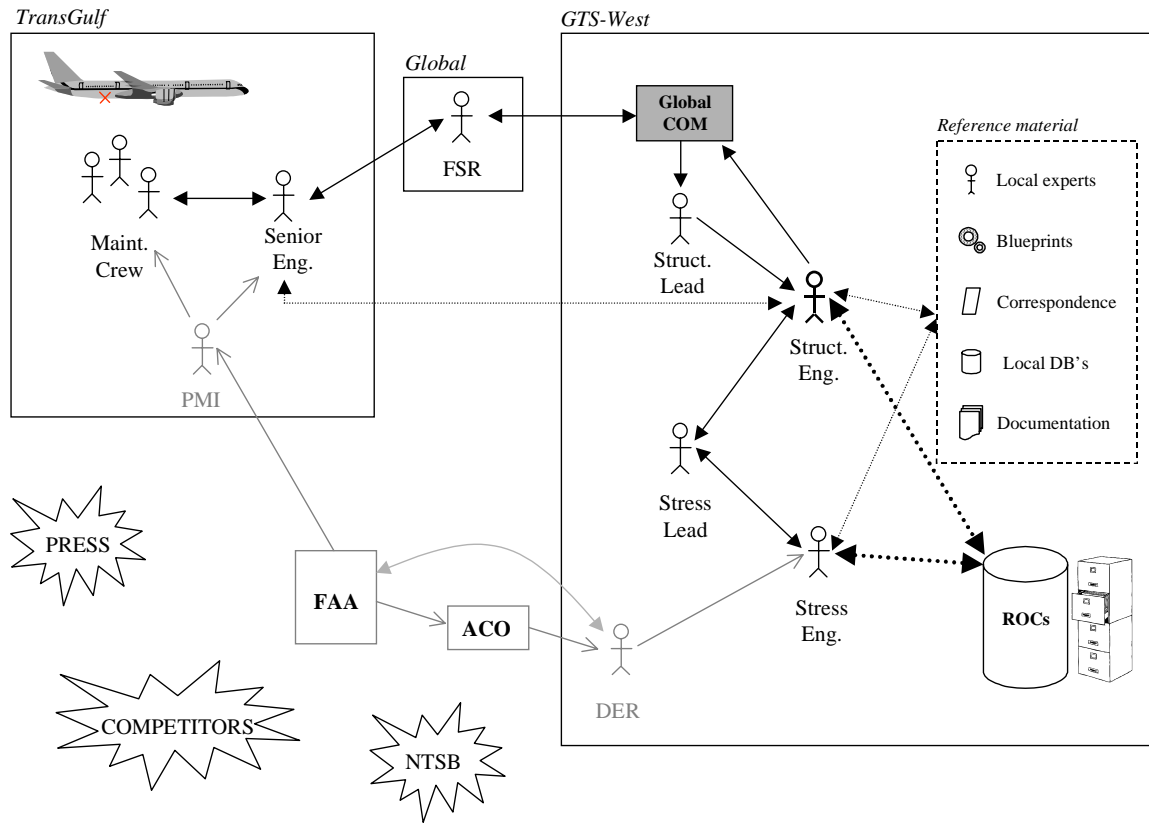 TransGulf
GTS-West
Global
Global
COM
Reference material
FSR
Local experts
Maint.
Crew
Senior
Eng.
Struct.
Lead
Blueprints
Correspondence
Struct.
Eng.
Local DB's
PMI
Documentation
Stress
Lead
PRESS
FAA
ACO
Stress
Eng.
ROCs
DER
COMPETITORS
NTSB